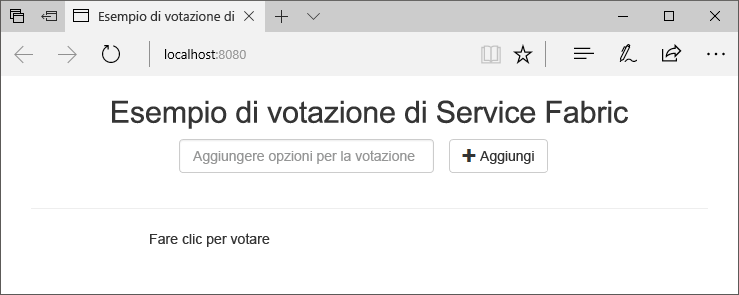 Esempio di votazione di
localhost:8080
Esempio di votazione di Service Fabric
Aggiungere opzioni per la votazione
Aggiungi
Fare clic per votare